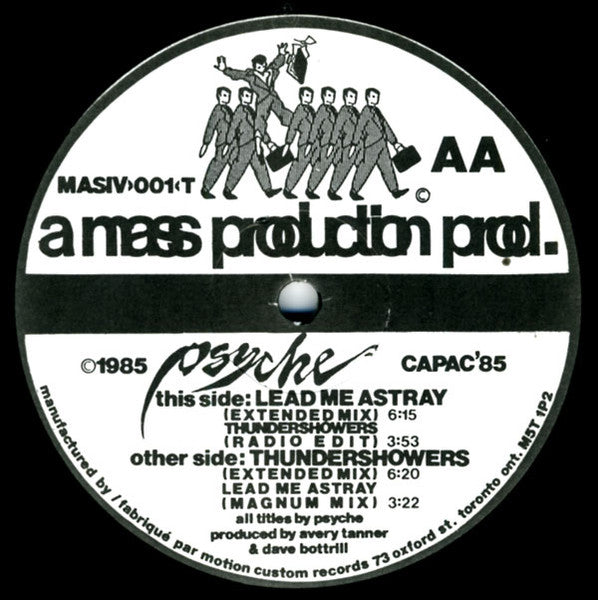 AA
MASIV›001‹T
©
a mass production prod.
©1985 psyche CAPAC'85
this side: LEAD ME ASTRAY
(EXTENDED MIX) 6:15
THUNDERSHOWERS
(RADIO EDIT) 3:53
other side: THUNDERSHOWERS
(EXTENDED MIX) 6:20
LEAD ME ASTRAY
(MAGNUM MIX) 3:22
all titles by psyche
produced by avery tanner
& dave bottrill
manufactured by / fabriqué par motion custom records 73 oxford st. toronto ont. M5T 1P2